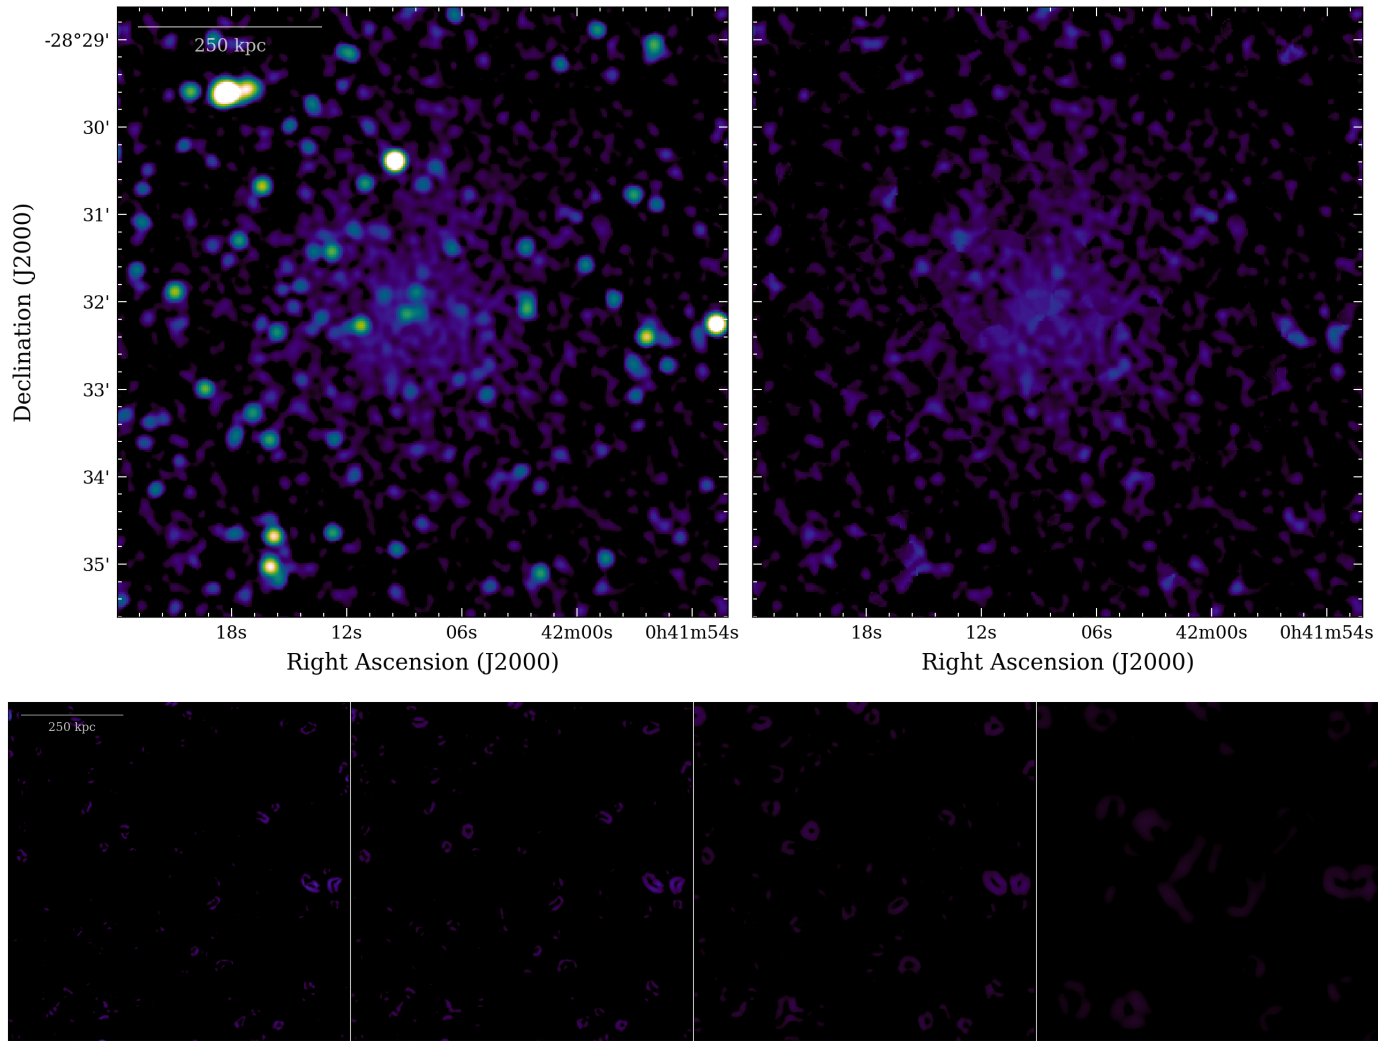 -28°29'
250 kpc
30'
31'
32'
33'
34'
35'
Declination (J2000)
18s 12s 06s 42m00s 0h41m54s
18s 12s 06s 42m00s 0h41m54s
Right Ascension (J2000)
Right Ascension (J2000)
250 kpc